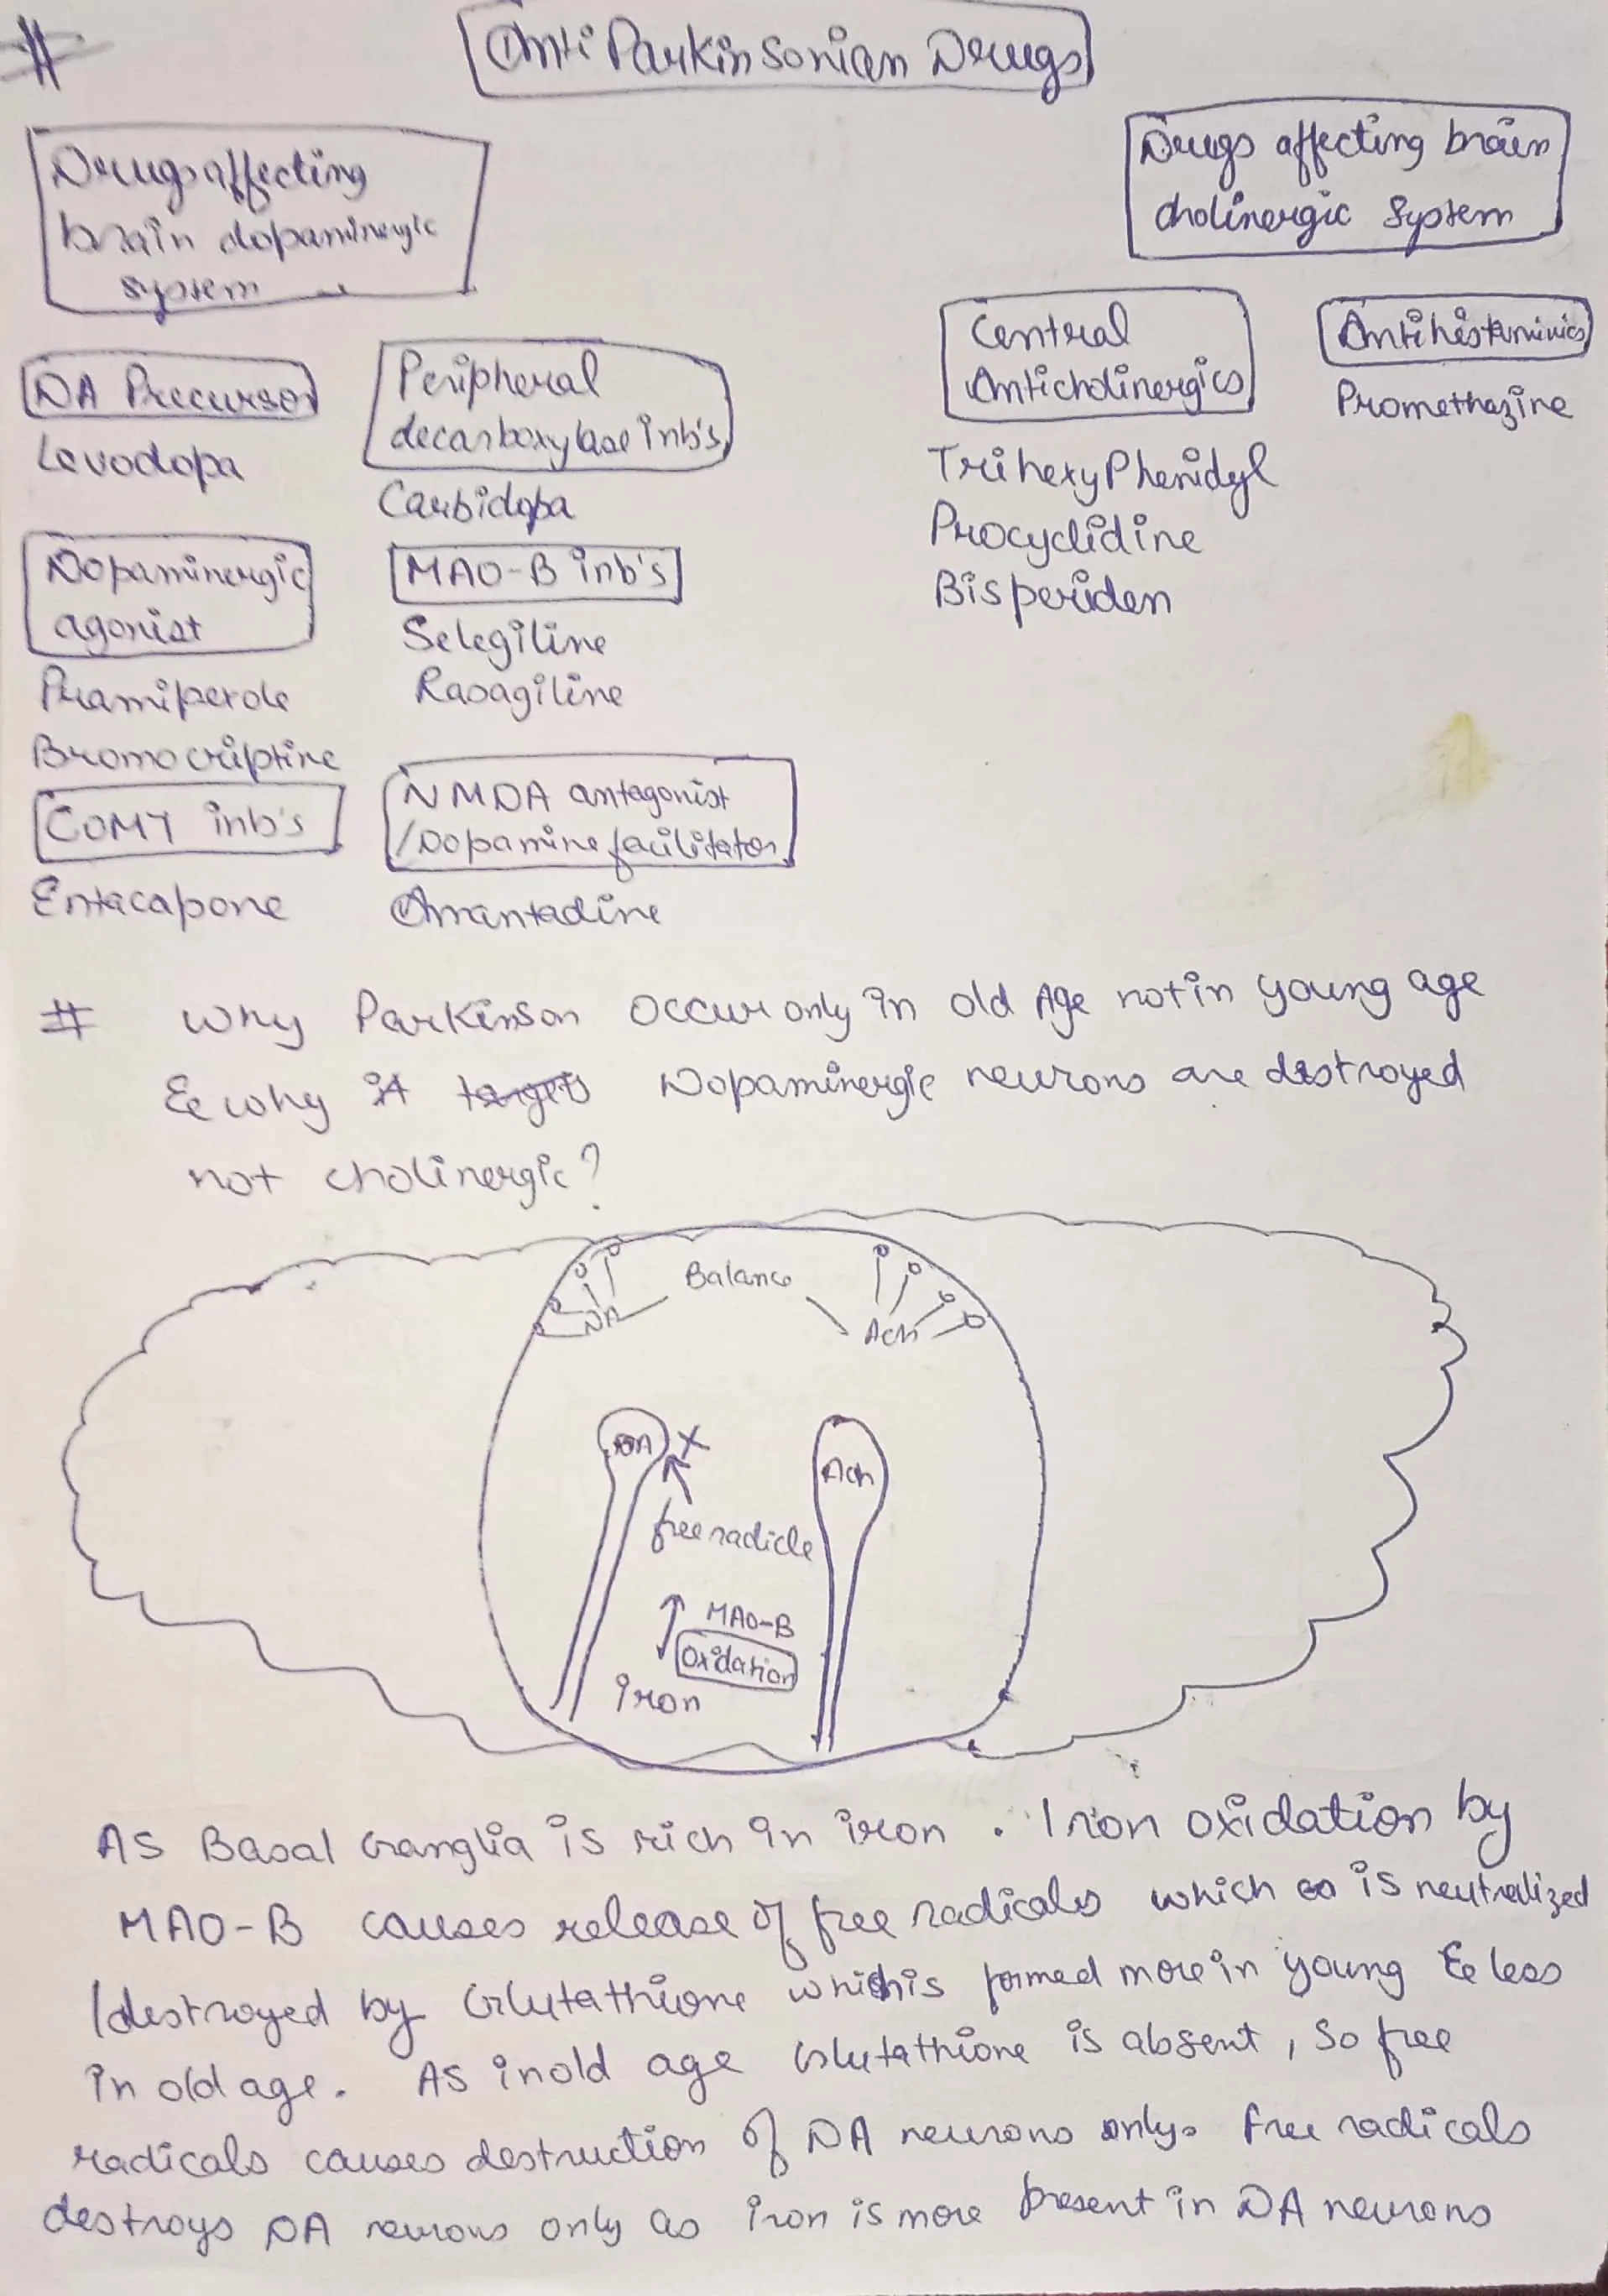 #
Anti Parkinsonian Drugs
Drugs affecting
brain dopaminergic
system
Drugs affecting brain
cholinergic system
DA Precursor
Levodopa
Peripheral
decarboxylase inb's
Carbidopa
Dopaminergic
agonist
Pramiperole
Bromocriptine
MAO-B inb's
Selegiline
Rasagiline
COMT inb's
Entacapone
NMDA antagonist
/Dopamine facilitator
Amantadine
Central
Anticholinergics
Trihexy Phenidyl
Procyclidine
Bisperiden
Antihistaminics
Promethazine
# Why Parkinson occur only in old Age not in young age
& why it targets Dopaminergic neurons are destroyed
not cholinergic?
Balance
DA
Ach
DA
X
Ach
free radicle
MAO-B
Oxidation
iron
As Basal Ganglia is rich in iron. Iron oxidation by
MAO-B causes release of free radicals which is neutralized
/destroyed by Glutathione which is formed more in young & less
in old age. As in old age Glutathione is absent, so free
radicals causes destruction of DA neurons only. Free radicals
destroys DA neurons only as iron is more present in DA neurons